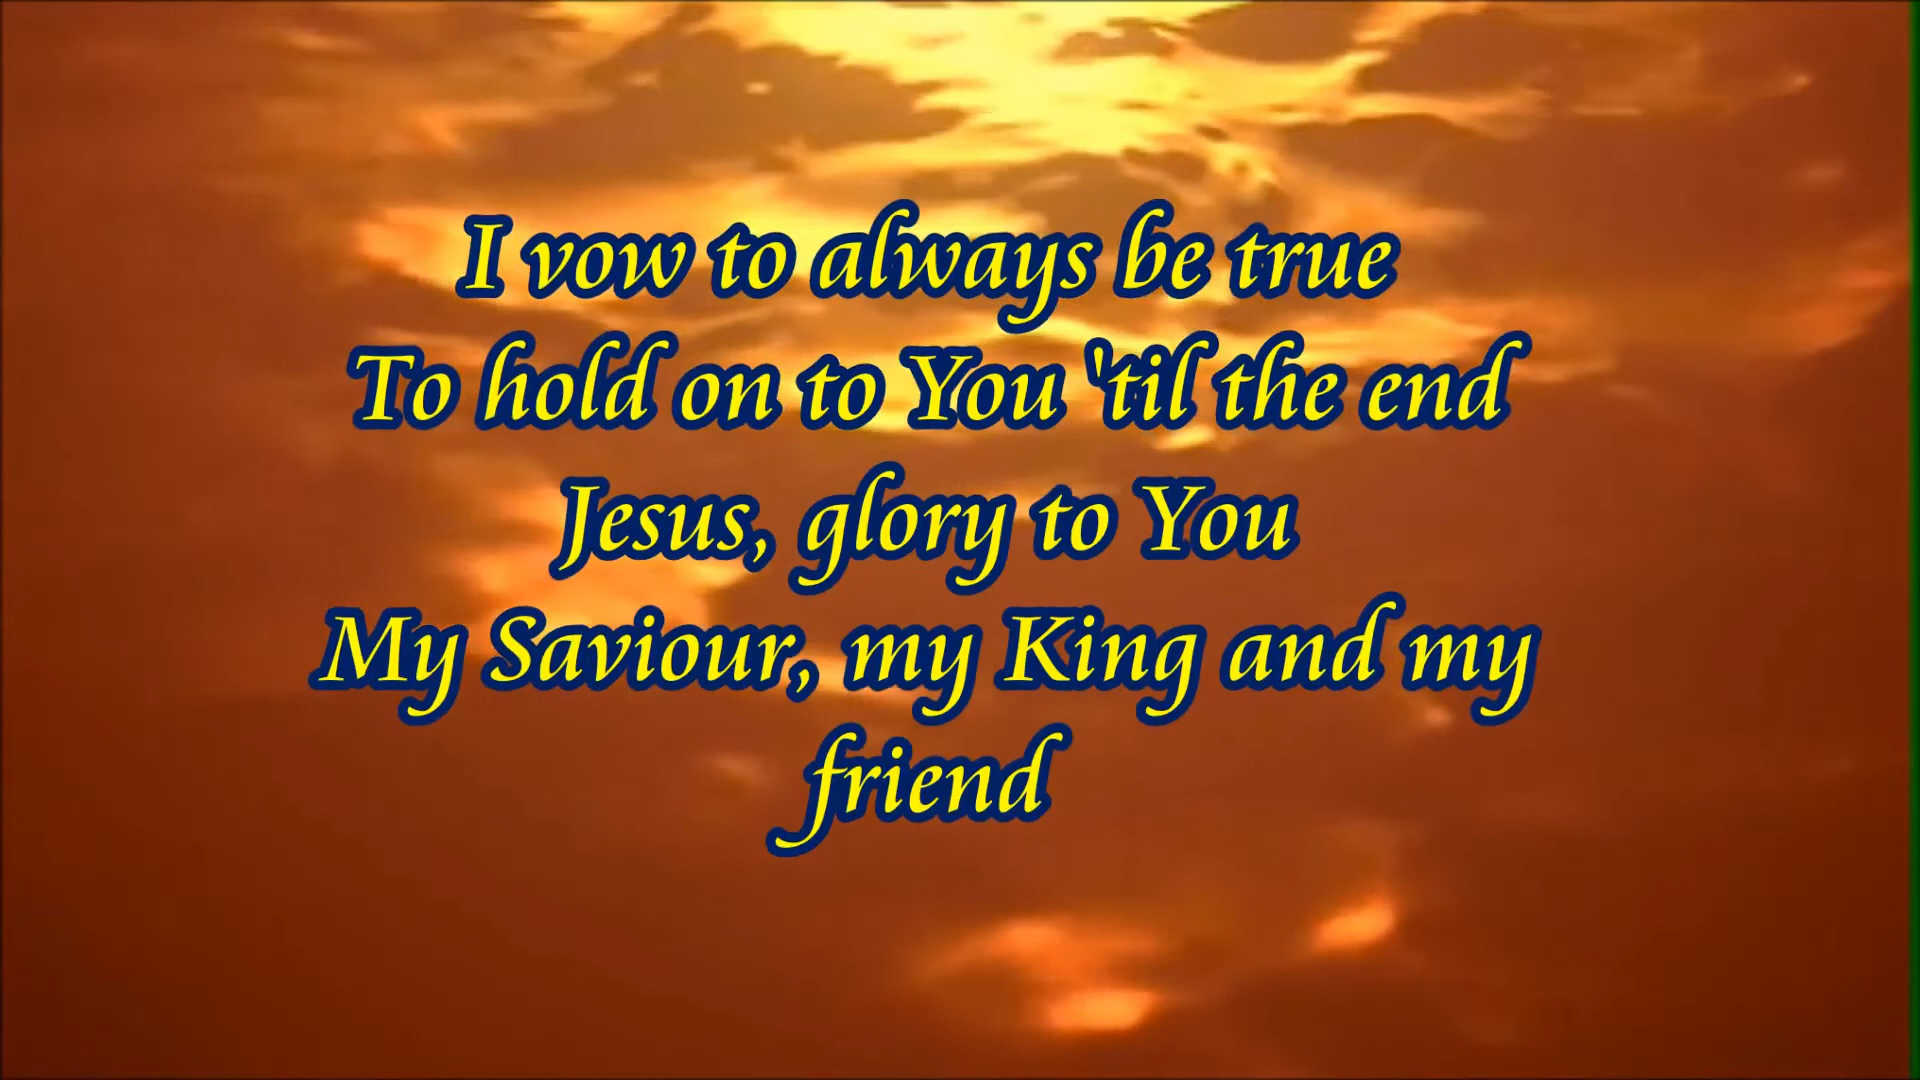 I vow to always be true
To hold on to You 'til the end
Jesus, glory to You
My Saviour, my King and my
friend